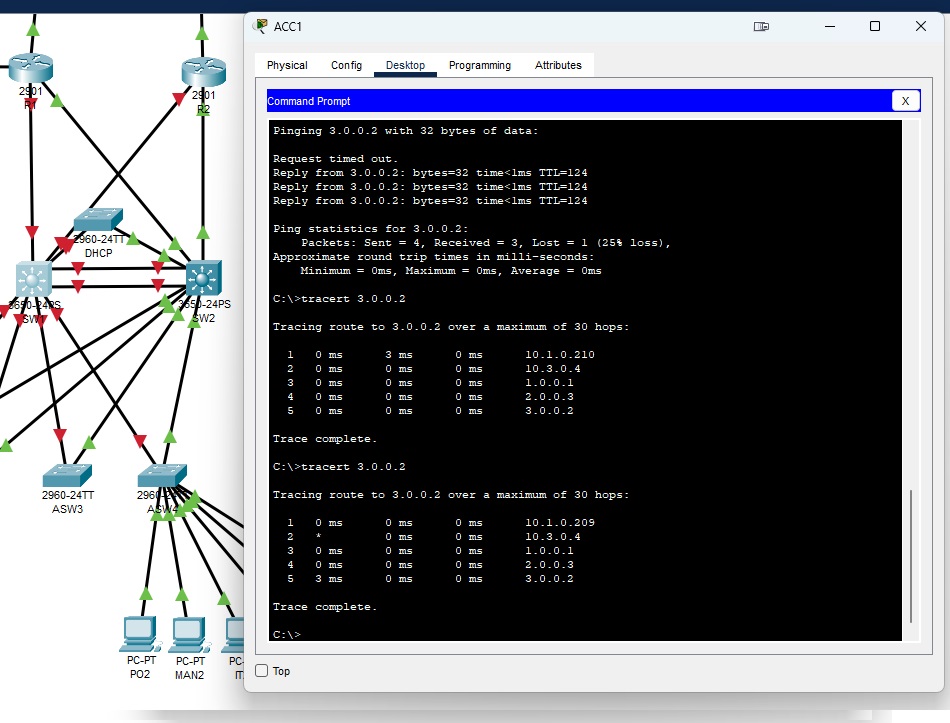 ACC1
Physical Config Desktop Programming Attributes
Command Prompt
X
Pinging 3.0.0.2 with 32 bytes of data:
Request timed out.
Reply from 3.0.0.2: bytes=32 time<1ms TTL=124
Reply from 3.0.0.2: bytes=32 time<1ms TTL=124
Reply from 3.0.0.2: bytes=32 time<1ms TTL=124
Ping statistics for 3.0.0.2:
Packets: Sent = 4, Received = 3, Lost = 1 (25% loss),
Approximate round trip times in milli-seconds:
Minimum = 0ms, Maximum = 0ms, Average = 0ms
C:\>tracert 3.0.0.2
Tracing route to 3.0.0.2 over a maximum of 30 hops:
1 0 ms 3 ms 0 ms 10.1.0.210
2 0 ms 0 ms 0 ms 10.3.0.4
3 0 ms 0 ms 0 ms 1.0.0.1
4 0 ms 0 ms 0 ms 2.0.0.3
5 0 ms 0 ms 0 ms 3.0.0.2
Trace complete.
C:\>tracert 3.0.0.2
Tracing route to 3.0.0.2 over a maximum of 30 hops:
1 0 ms 0 ms 0 ms 10.1.0.209
2 * 0 ms 0 ms 10.3.0.4
3 0 ms 0 ms 0 ms 1.0.0.1
4 0 ms 0 ms 0 ms 2.0.0.3
5 3 ms 0 ms 0 ms 3.0.0.2
Trace complete.
C:\>
Top
2901
R1
2901
R2
2960-24TT
DHCP
3650-24PS
SW1
3650-24PS
SW2
2960-24TT
ASW3
ASW4
PC-PT
PO2
PC-PT
MAN2
PC-